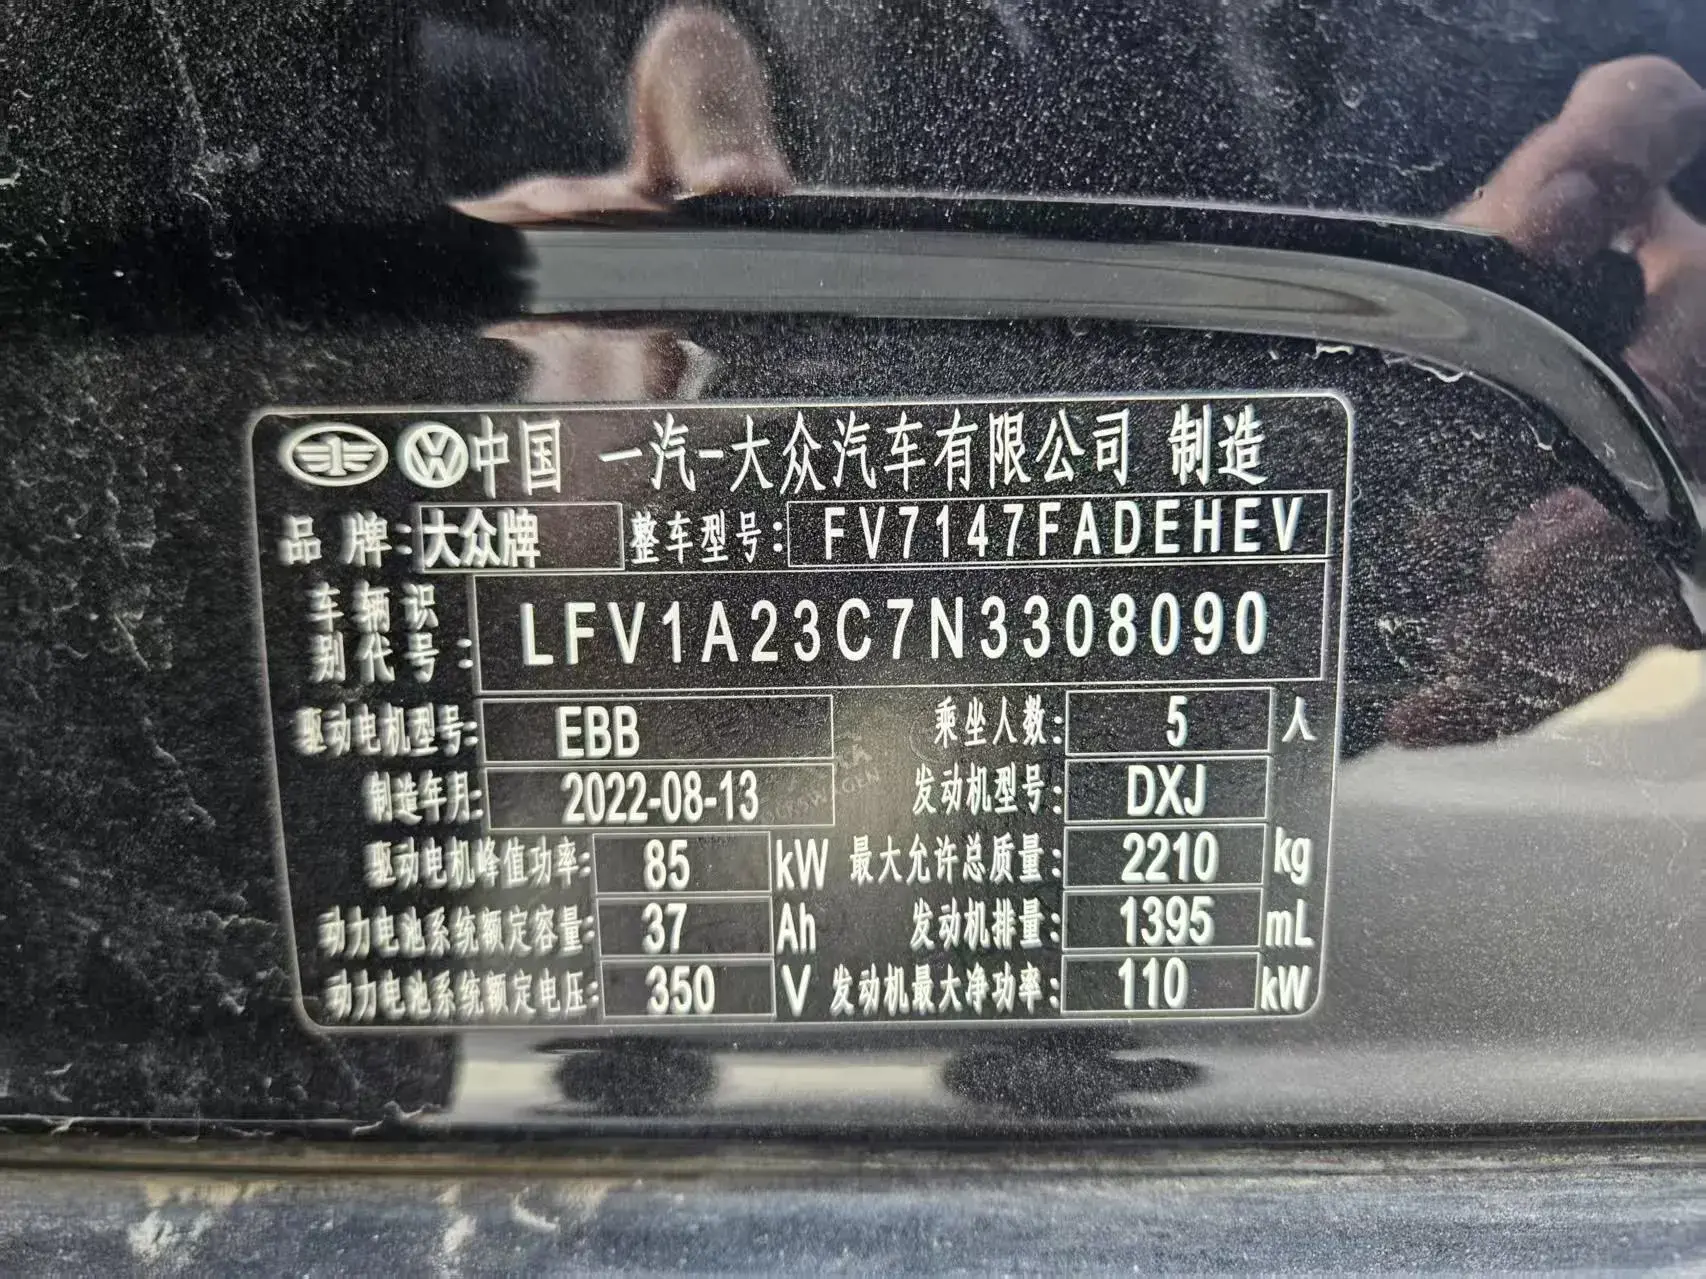 中国 一汽-大众汽车有限公司 制造
品牌: 大众牌 整车型号: FV7147FADEHEV
车辆识别代号: LFV1A23C7N3308090
驱动电机型号: EBB 乘坐人数: 5 人
制造年月: 2022-08-13 发动机型号: DXJ
驱动电机峰值功率: 85 kW 最大允许总质量: 2210 kg
动力电池系统额定容量: 37 Ah 发动机排量: 1395 mL
动力电池系统额定电压: 350 V 发动机最大净功率: 110 kW